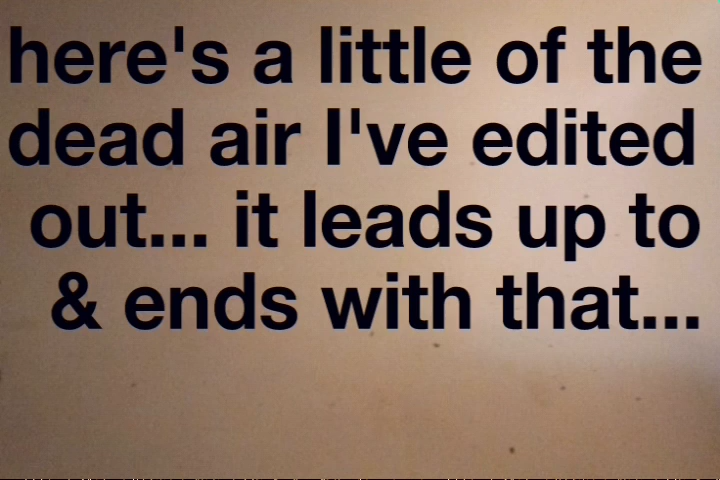 here's a little of the
dead air I've edited
out... it leads up to
& ends with that...